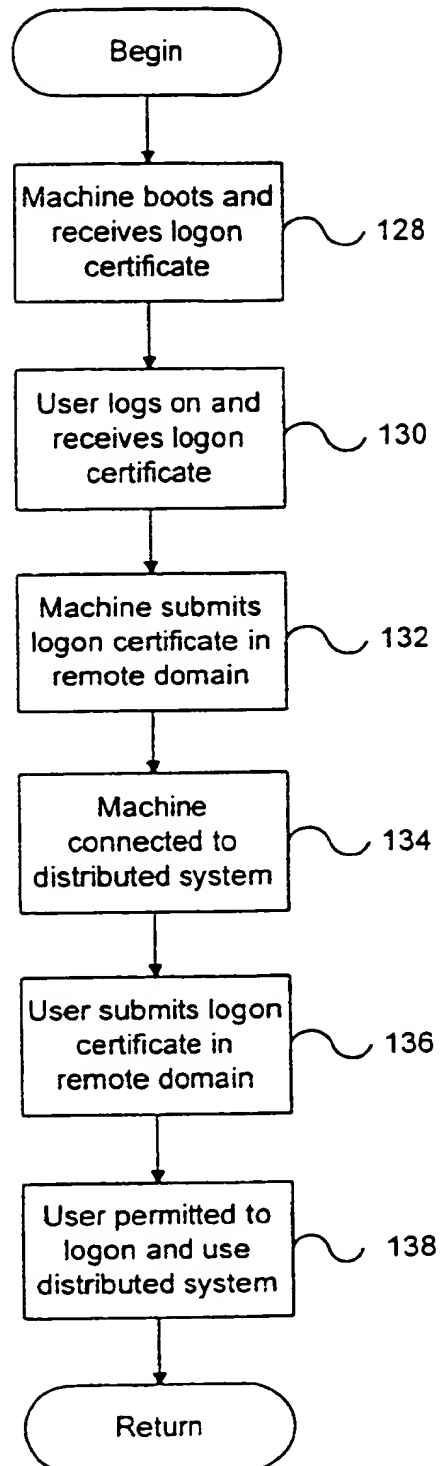 Begin
Machine boots and
receives logon
certificate
128
User logs on and
receives logon
certificate
130
Machine submits
logon certificate in
remote domain
132
Machine
connected to
distributed system
134
User submits logon
certificate in
remote domain
136
User permitted to
logon and use
distributed system
138
Return